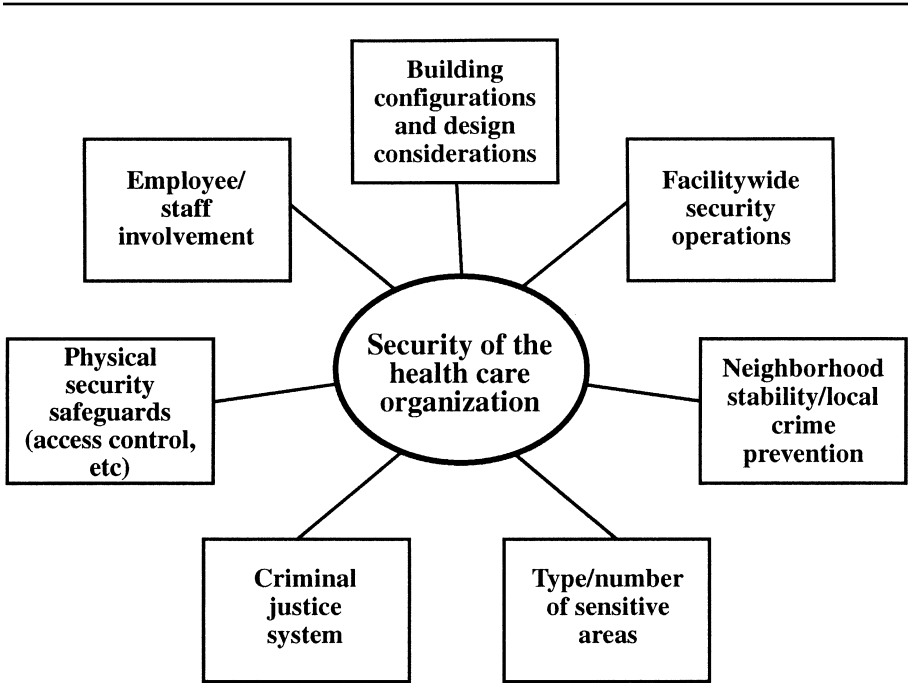 Building
configurations
and design
considerations
Employee/
staff
involvement
Facilitywide
security
operations
Security of the
health care
organization
Physical
security
safeguards
(access control,
etc)
Neighborhood
stability/local
crime
prevention
Criminal
justice
system
Type/number
of sensitive
areas